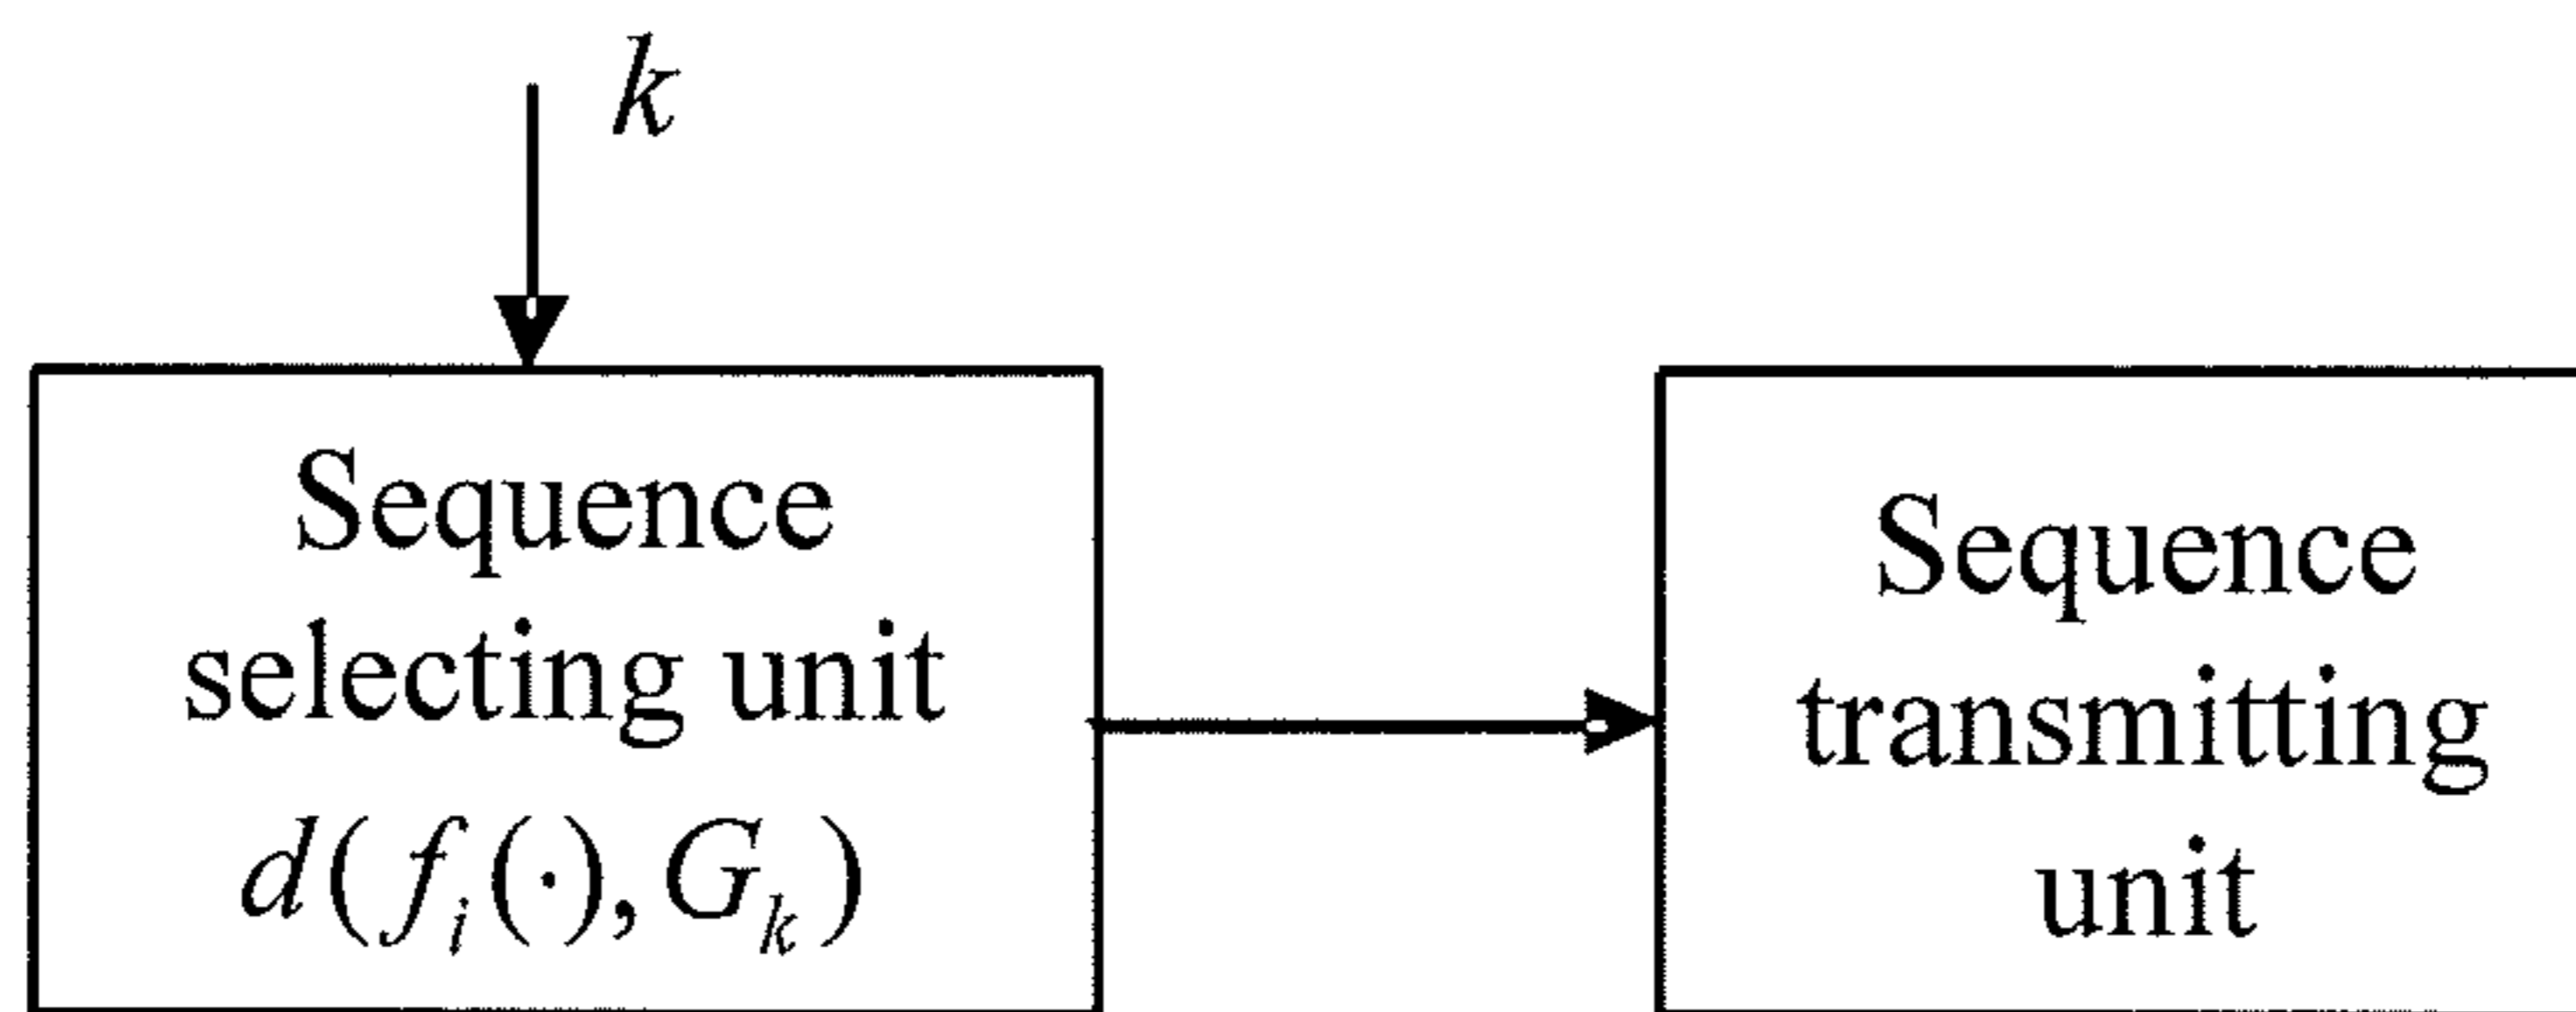 k
Sequence
selecting unit
d(f_i(·), G_k)
Sequence
transmitting
unit